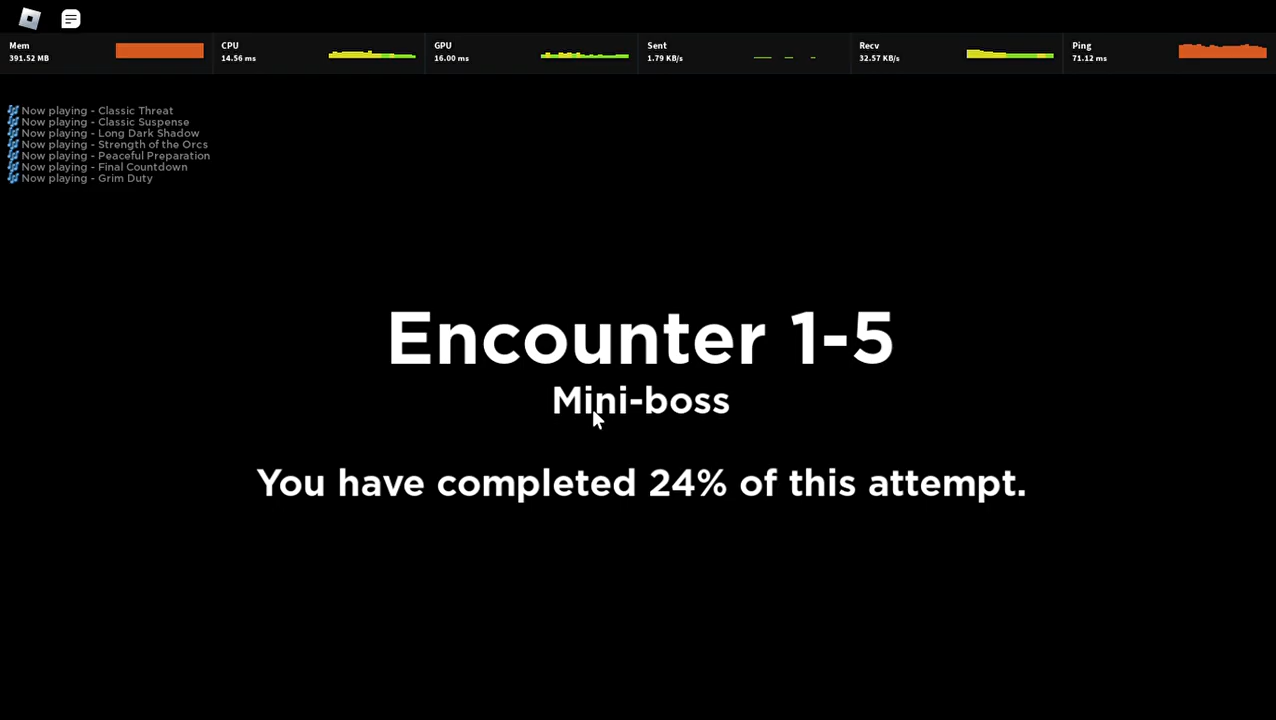 Mem
391.52 MB
CPU
14.56 ms
GPU
16.00 ms
Sent
1.79 KB/s
Recv
32.57 KB/s
Ping
71.12 ms
Now playing - Classic Threat
Now playing - Classic Suspense
Now playing - Long Dark Shadow
Now playing - Strength of the Orcs
Now playing - Peaceful Preparation
Now playing - Final Countdown
Now playing - Grim Duty
Encounter 1-5
Mini-boss
You have completed 24% of this attempt.